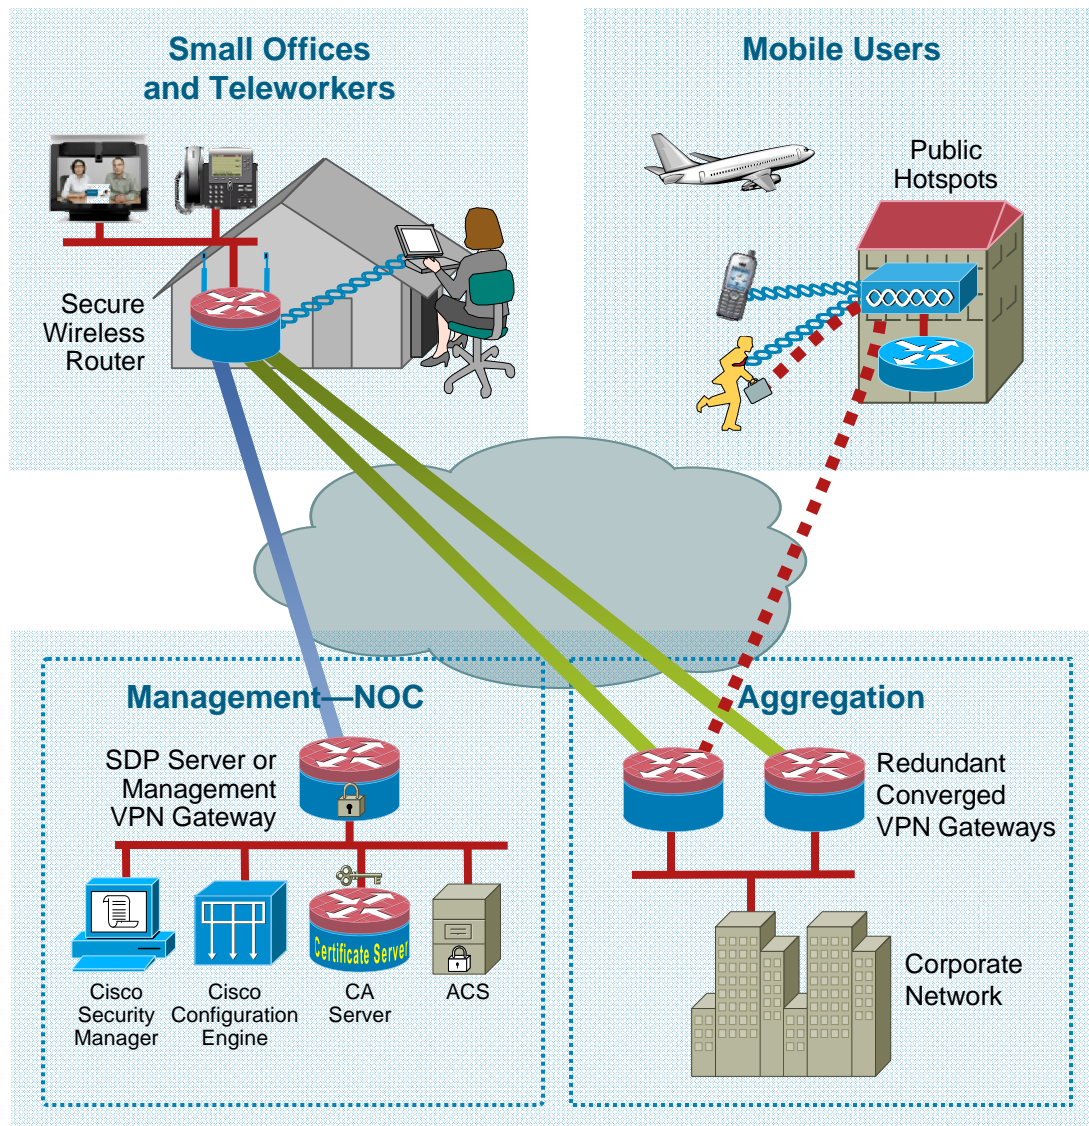 Small Offices
and Teleworkers
Mobile Users
Public
Hotspots
Secure
Wireless
Router
Management—NOC
Aggregation
SDP Server or
Management
VPN Gateway
Redundant
Converged
VPN Gateways
Certificate Server
Cisco
Security
Manager
Cisco
Configuration
Engine
CA
Server
ACS
Corporate
Network